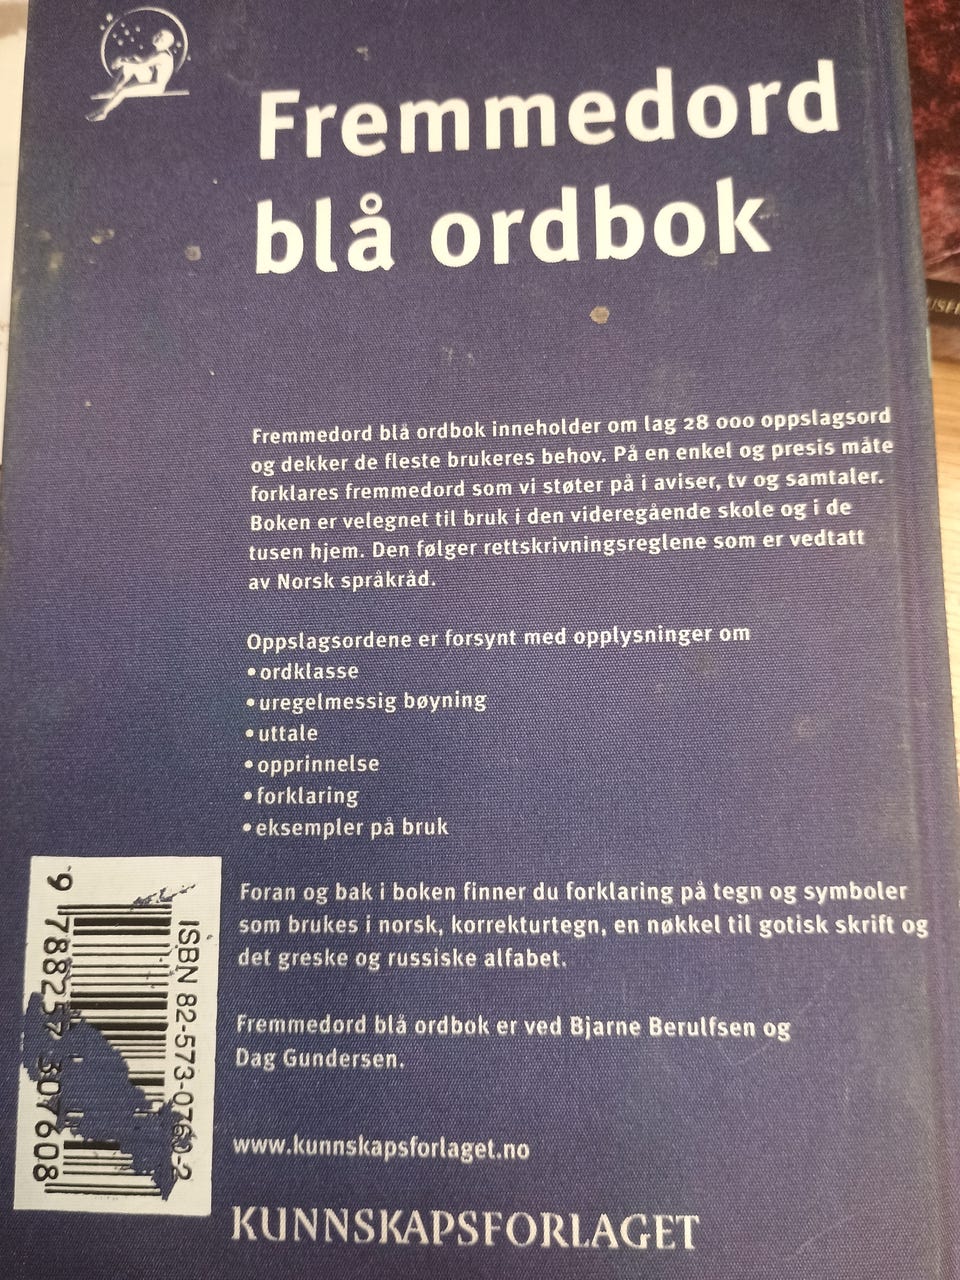 Fremmedord
blå ordbok
Fremmedord blå ordbok inneholder om lag 28 000 oppslagsord
og dekker de fleste brukeres behov. På en enkel og presis måte
forklares fremmedord som vi støter på i aviser, tv og samtaler.
Boken er velegnet til bruk i den videregående skole og i de
tusen hjem. Den følger rettskrivningsreglene som er vedtatt
av Norsk språkråd.
Oppslagsordene er forsynt med opplysninger om
• ordklasse
• uregelmessig bøyning
• uttale
• opprinnelse
• forklaring
• eksempler på bruk
Foran og bak i boken finner du forklaring på tegn og symboler
som brukes i norsk, korrekturtegn, en nøkkel til gotisk skrift og
det greske og russiske alfabet.
Fremmedord blå ordbok er ved Bjarne Berulfsen og
Dag Gundersen.
www.kunnskapsforlaget.no
KUNNSKAPSFORLAGET
ISBN 82-573-0760-2
9 788257 307608